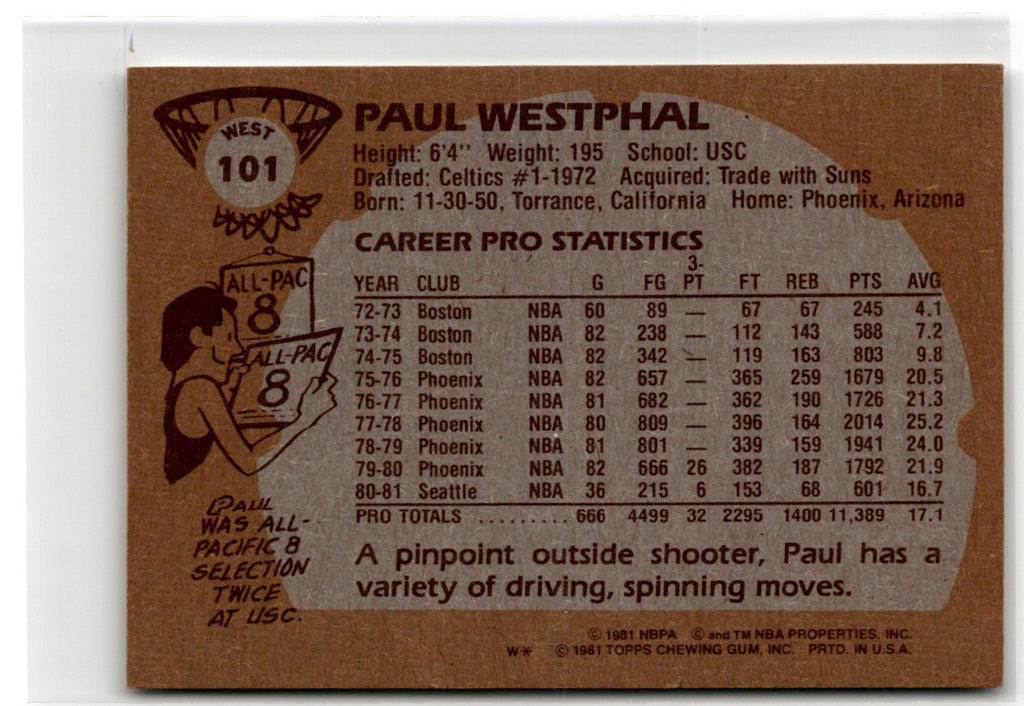 WEST
101
PAUL WESTPHAL
Height: 6'4'' Weight: 195 School: USC
Drafted: Celtics #1-1972 Acquired: Trade with Suns
Born: 11-30-50, Torrance, California Home: Phoenix, Arizona
CAREER PRO STATISTICS
YEAR CLUB G FG 3-PT FT REB PTS AVG
72-73 Boston NBA 60 89 — 67 67 245 4.1
73-74 Boston NBA 82 238 — 112 143 588 7.2
74-75 Boston NBA 82 342 — 119 163 803 9.8
75-76 Phoenix NBA 82 657 — 365 259 1679 20.5
76-77 Phoenix NBA 81 682 — 362 190 1726 21.3
77-78 Phoenix NBA 80 809 — 396 164 2014 25.2
78-79 Phoenix NBA 81 801 — 339 159 1941 24.0
79-80 Phoenix NBA 82 666 26 382 187 1792 21.9
80-81 Seattle NBA 36 215 6 153 68 601 16.7
PRO TOTALS ......... 666 4499 32 2295 1400 11,389 17.1
A pinpoint outside shooter, Paul has a
variety of driving, spinning moves.
ALL-PAC
8
ALL-PAC
8
PAUL
WAS ALL-
PACIFIC 8
SELECTION
TWICE
AT USC.
© 1981 NBPA © and TM NBA PROPERTIES, INC.
W* © 1981 TOPPS CHEWING GUM, INC. PRTD. IN U.S.A.